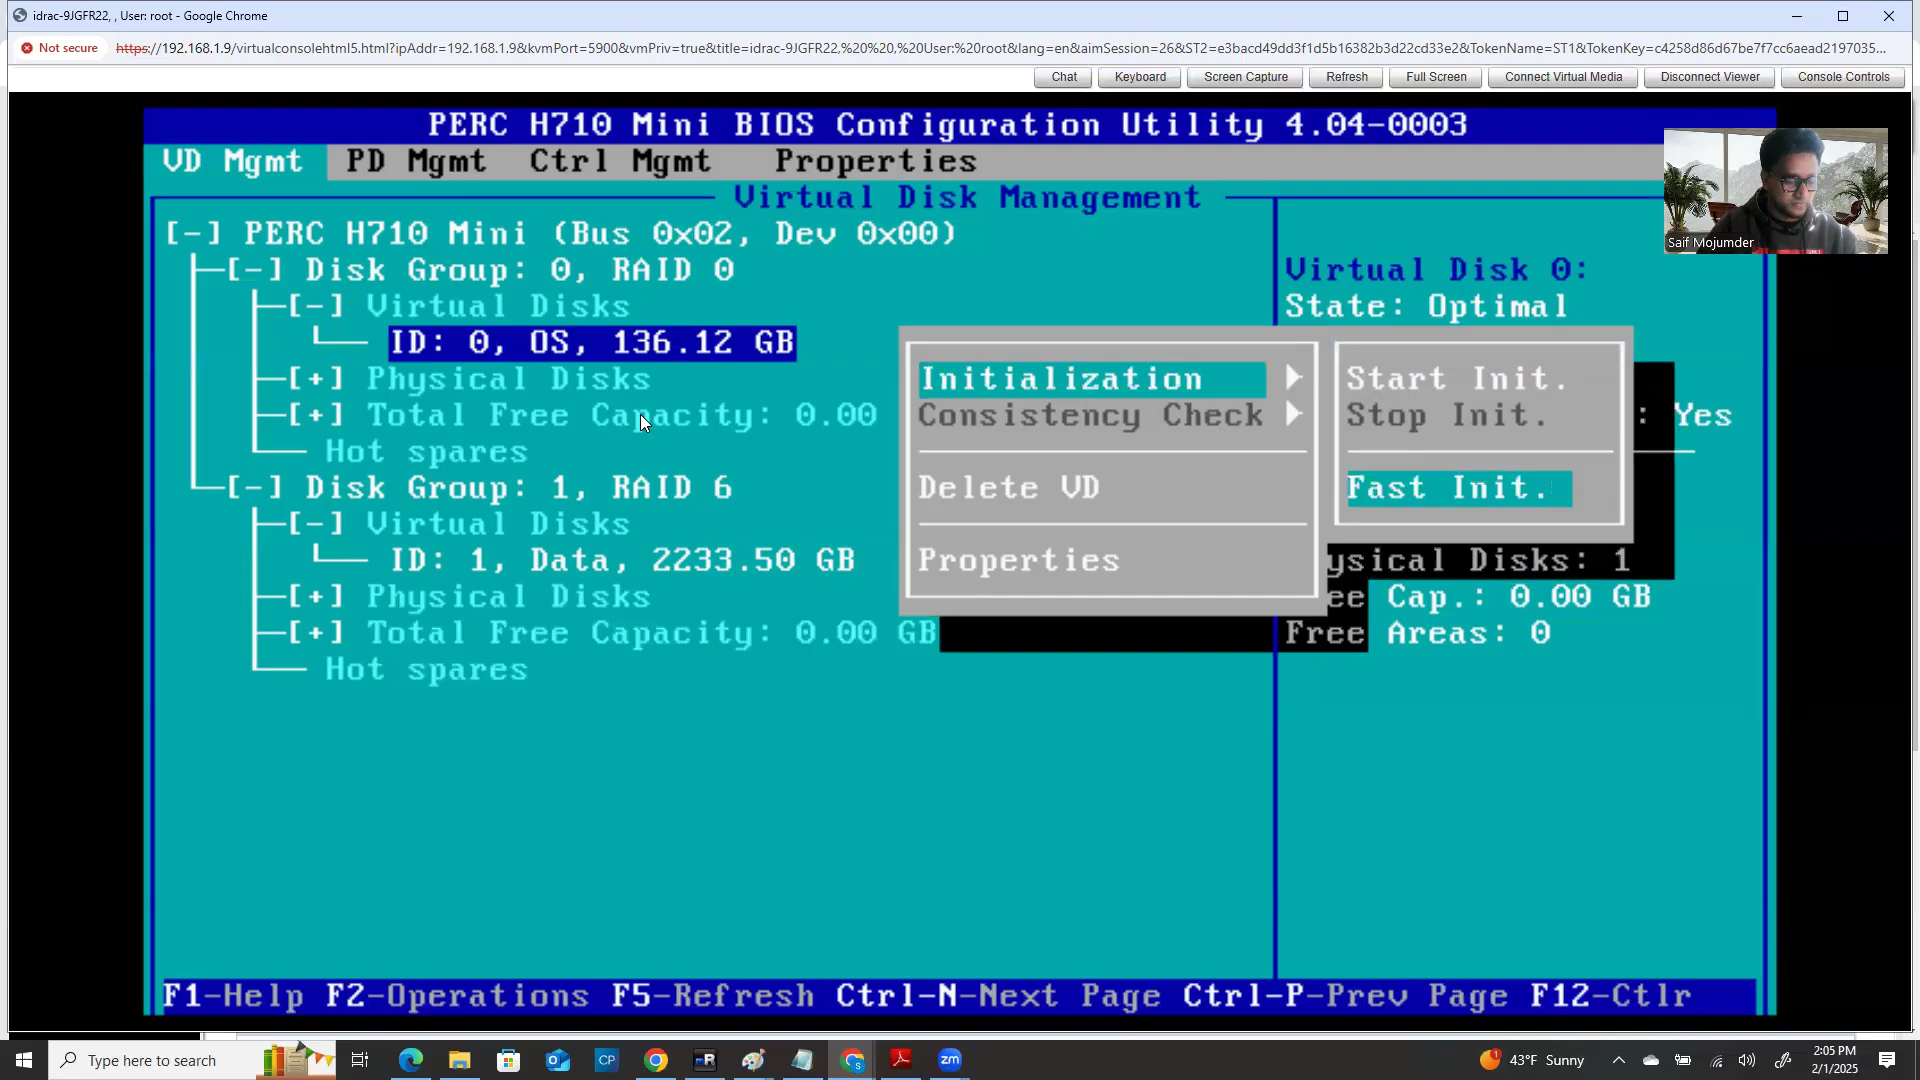 idrac-9JGFR22, , User: root - Google Chrome
Not secure https://192.168.1.9/virtualconsolehtml5.html?ipAddr=192.168.1.9&kvmPort=5900&vmPriv=true&title=idrac-9JGFR22,%20%20,%20User:%20root&lang=en&aimSession=26&ST2=e3bacd49dd3f1d5b16382b3d22cd33e2&TokenName=ST1&TokenKey=c4258d86d67be7f7cc6aead2197035...
Chat Keyboard Screen Capture Refresh Full Screen Connect Virtual Media Disconnect Viewer Console Controls
PERC H710 Mini BIOS Configuration Utility 4.04-0003
VD Mgmt PD Mgmt Ctrl Mgmt Properties
Virtual Disk Management
[-] PERC H710 Mini (Bus 0x02, Dev 0x00)
[-] Disk Group: 0, RAID 0
[-] Virtual Disks
ID: 0, OS, 136.12 GB
[+] Physical Disks
[+] Total Free Capacity: 0.00
Hot spares
[-] Disk Group: 1, RAID 6
[-] Virtual Disks
ID: 1, Data, 2233.50 GB
[+] Physical Disks
[+] Total Free Capacity: 0.00 GB
Hot spares
Initialization
Consistency Check
Delete VD
Properties
Start Init.
Stop Init.
Fast Init.
Virtual Disk 0:
State: Optimal
: Yes
ysical Disks: 1
ee Cap.: 0.00 GB
Free Areas: 0
Saif Mojumder
F1-Help F2-Operations F5-Refresh Ctrl-N-Next Page Ctrl-P-Prev Page F12-Ctlr
Type here to search
CP
R
S
zm
1
43°F Sunny
2:05 PM
2/1/2025